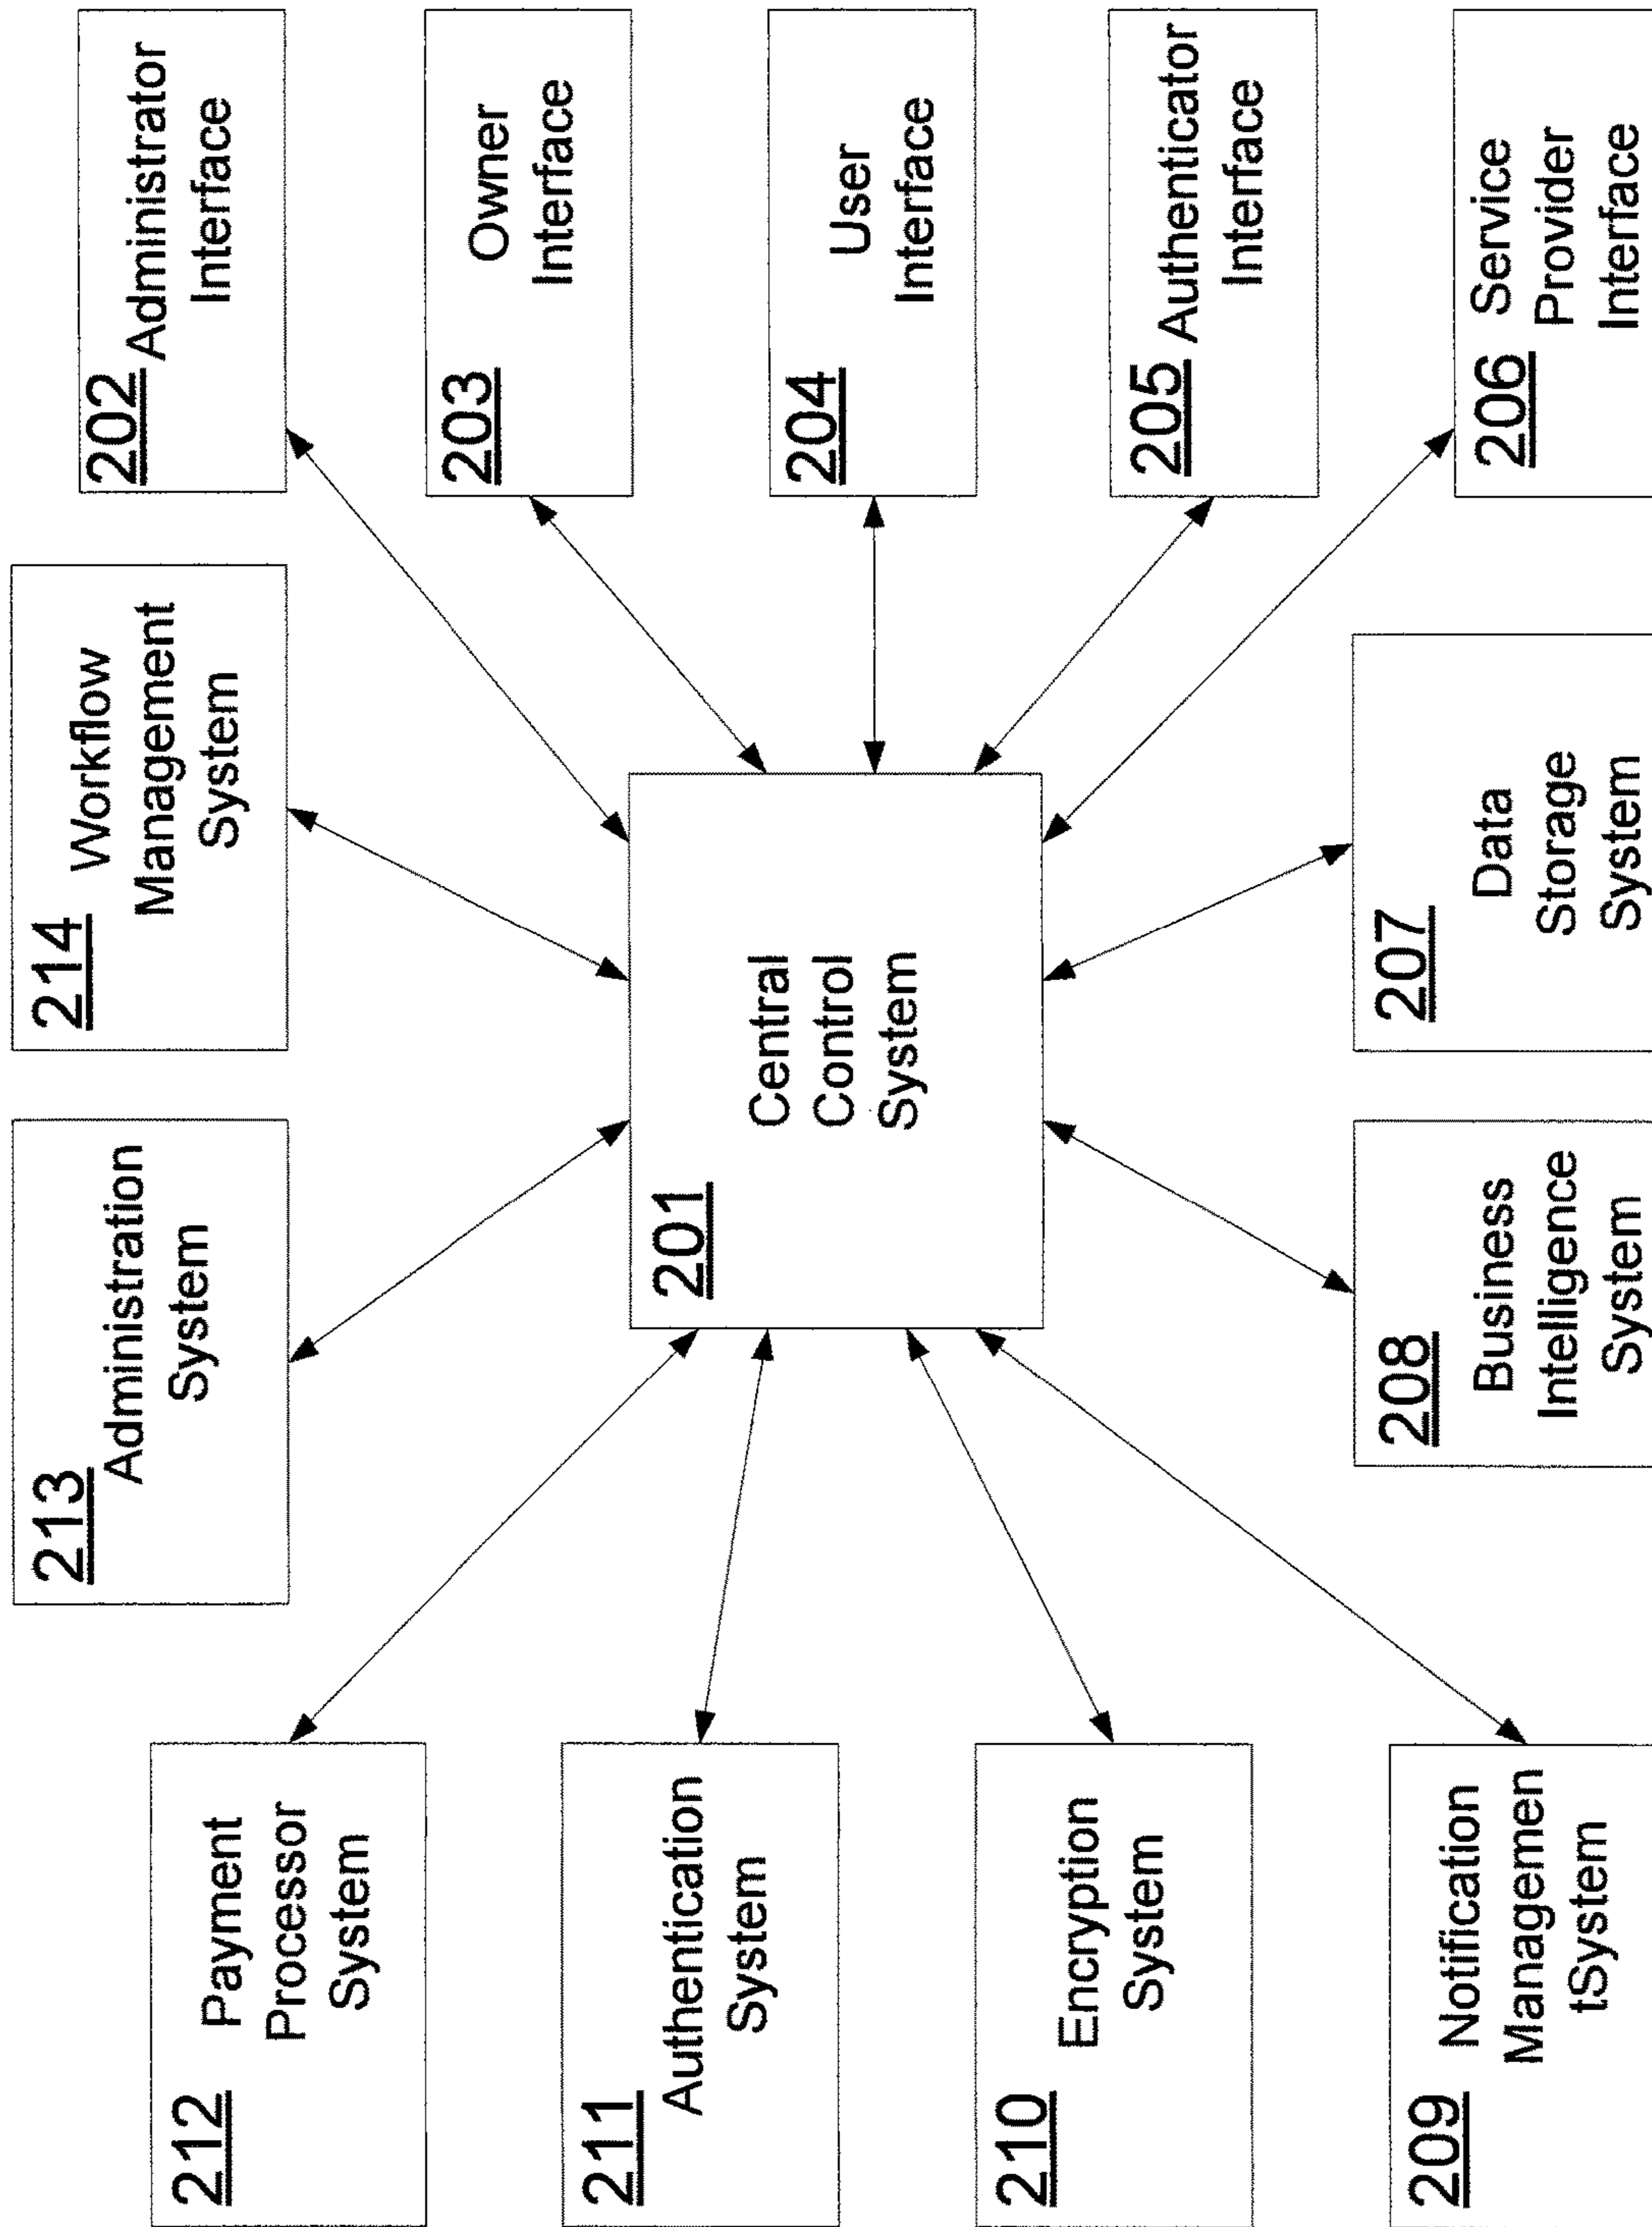 212 Payment
Processor
System
213
Administration
System
214 Workflow
Management
System
202
Administrator
Interface
211
Authentication
System
203
Owner
Interface
201
Central
Control
System
204
User
Interface
210
Encryption
System
205 Authenticator
Interface
209
Notification
Managemen
tSystem
208
Business
Intelligence
System
207
Data
Storage
System
206 Service
Provider
Interface